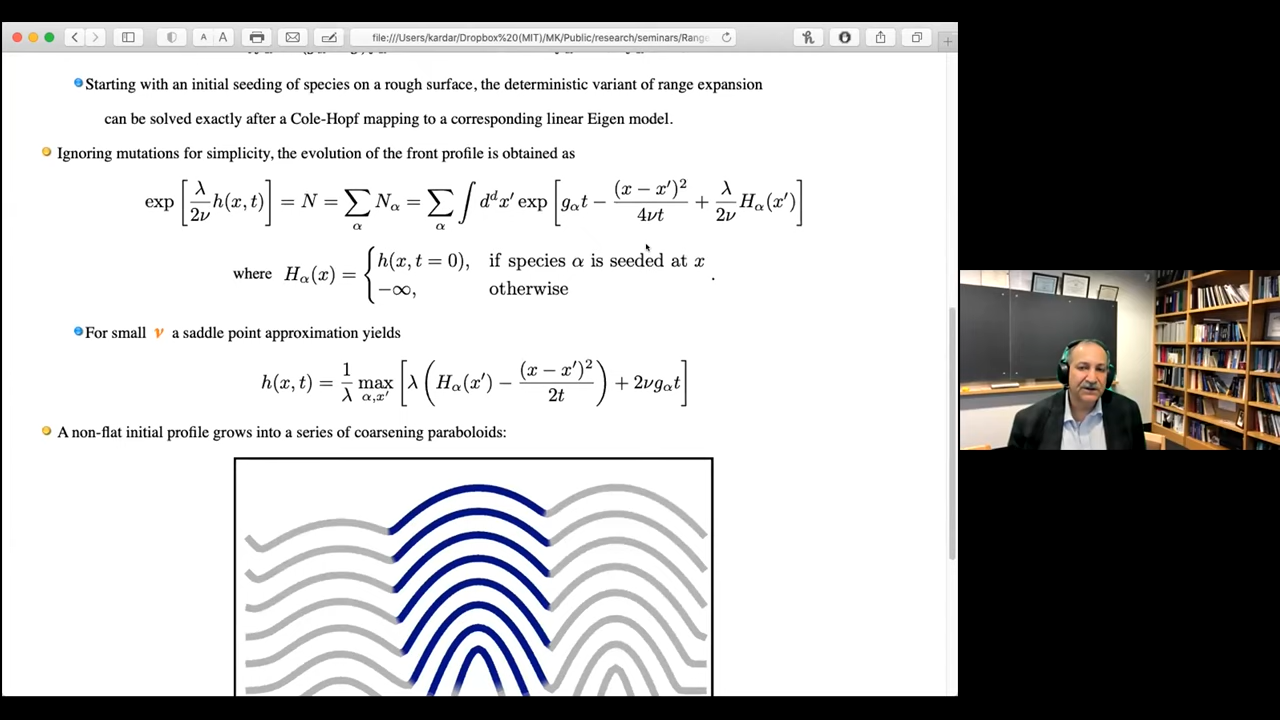 A A
file:///Users/kardar/Dropbox%20(MIT)/MK/Public/research/seminars/Range
Starting with an initial seeding of species on a rough surface, the deterministic variant of range expansion
can be solved exactly after a Cole-Hopf mapping to a corresponding linear Eigen model.
Ignoring mutations for simplicity, the evolution of the front profile is obtained as
exp [ λ/2ν h(x,t) ] = N = ∑_α N_α = ∑_α ∫ d^d x′ exp [ g_α t − (x − x′)²/4νt + λ/2ν H_α(x′) ]
where H_α(x) = { h(x, t = 0), if species α is seeded at x
−∞, otherwise .
For small ν a saddle point approximation yields
h(x, t) = 1/λ max_{α,x′} [ λ ( H_α(x′) − (x − x′)²/2t ) + 2νg_α t ]
A non-flat initial profile grows into a series of coarsening paraboloids: